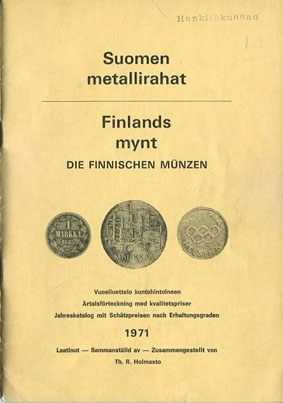 Suomen
metallirahat
Finlands
mynt
DIE FINNISCHEN MÜNZEN
1
MARKKA
Vuosiluettelo kuntohintoineen
Årtalsförteckning med kvalitetspriser
Jahreskatalog mit Schätzpreisen nach Erhaltungsgraden
1971
Laatinut — Sammanställd av — Zusammengestellt von
Th. R. Holmasto